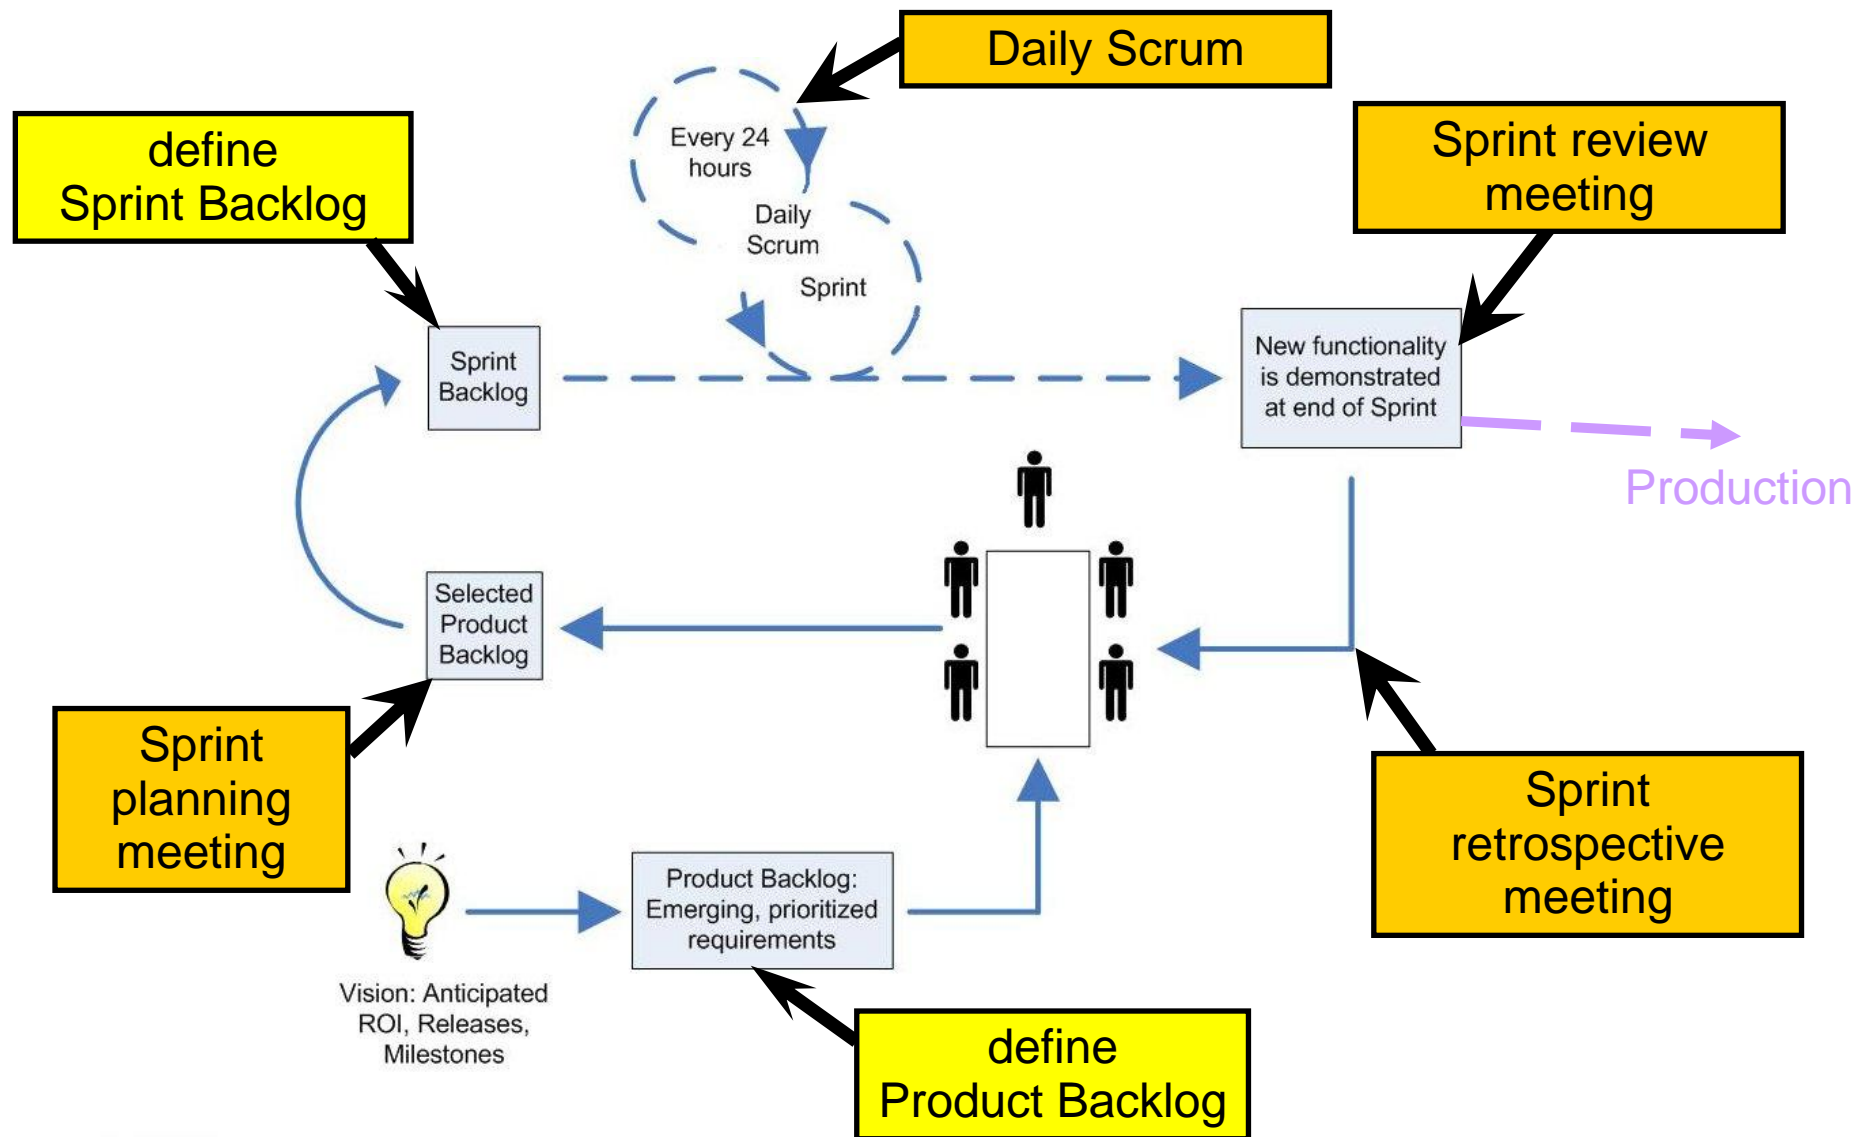 Daily Scrum
define
Sprint Backlog
Every 24
hours
Daily
Scrum
Sprint
Sprint review
meeting
Sprint
Backlog
New functionality
is demonstrated
at end of Sprint
Production
Selected
Product
Backlog
Sprint
planning
meeting
Sprint
retrospective
meeting
Product Backlog:
Emerging, prioritized
requirements
Vision: Anticipated
ROI, Releases,
Milestones
define
Product Backlog